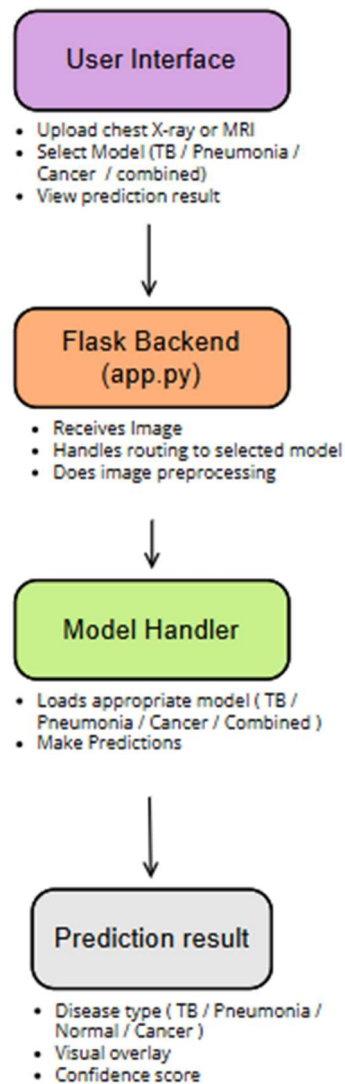 User Interface
• Upload chest X-ray or MRI
• Select Model (TB / Pneumonia /
Cancer / combined)
• View prediction result
Flask Backend
(app.py)
• Receives Image
• Handles routing to selected model
• Does image preprocessing
Model Handler
• Loads appropriate model ( TB /
Pneumonia / Cancer / Combined )
• Make Predictions
Prediction result
• Disease type ( TB / Pneumonia /
Normal / Cancer )
• Visual overlay
• Confidence score